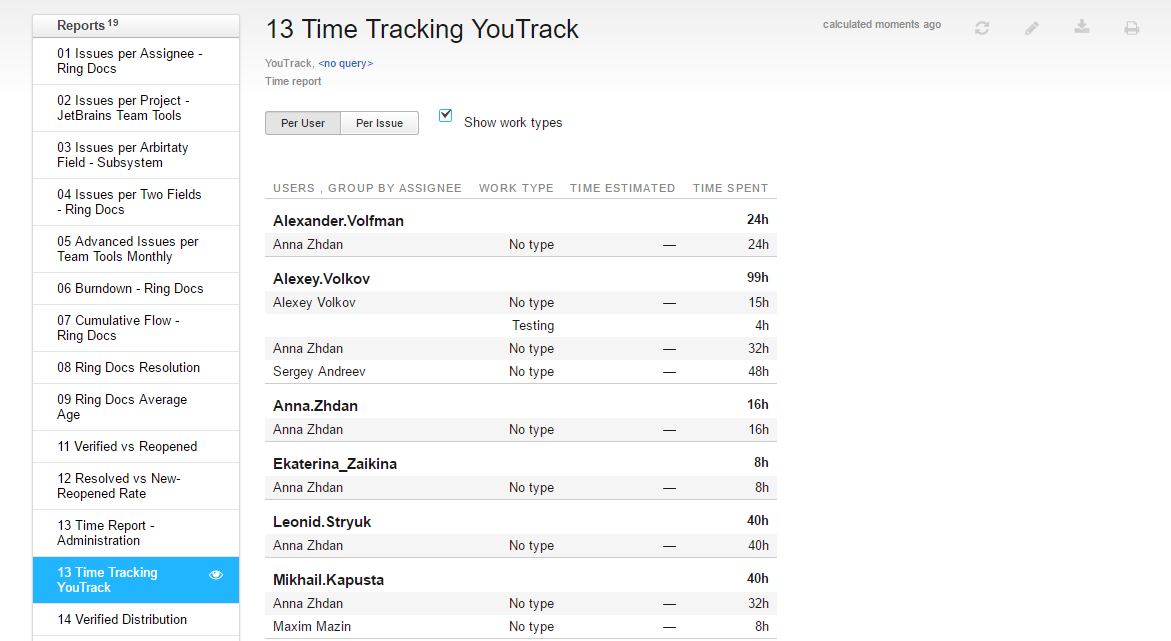 Reports 19
01 Issues per Assignee -
Ring Docs
02 Issues per Project -
JetBrains Team Tools
03 Issues per Arbirtaty
Field - Subsystem
04 Issues per Two Fields
- Ring Docs
05 Advanced Issues per
Team Tools Monthly
06 Burndown - Ring Docs
07 Cumulative Flow -
Ring Docs
08 Ring Docs Resolution
09 Ring Docs Average
Age
11 Verified vs Reopened
12 Resolved vs New-
Reopened Rate
13 Time Report -
Administration
13 Time Tracking
YouTrack
14 Verified Distribution
13 Time Tracking YouTrack
calculated moments ago
YouTrack, <no query>
Time report
Per User Per Issue Show work types
USERS , GROUP BY ASSIGNEE WORK TYPE TIME ESTIMATED TIME SPENT
Alexander.Volfman 24h
Anna Zhdan No type — 24h
Alexey.Volkov 99h
Alexey Volkov No type — 15h
Testing 4h
Anna Zhdan No type — 32h
Sergey Andreev No type — 48h
Anna.Zhdan 16h
Anna Zhdan No type — 16h
Ekaterina_Zaikina 8h
Anna Zhdan No type — 8h
Leonid.Stryuk 40h
Anna Zhdan No type — 40h
Mikhail.Kapusta 40h
Anna Zhdan No type — 32h
Maxim Mazin No type — 8h